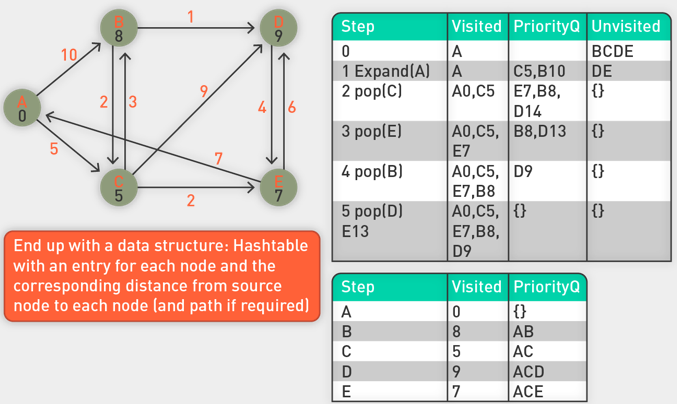 B
8
1
D
9
10
2
3
9
4
6
A
0
5
7
C
5
2
E
7
End up with a data structure: Hashtable
with an entry for each node and the
corresponding distance from source
node to each node (and path if required)
Step Visited PriorityQ Unvisited
0 A BCDE
1 Expand(A) A C5,B10 DE
2 pop(C) A0,C5 E7,B8, {}
D14
3 pop(E) A0,C5, B8,D13 {}
E7
4 pop(B) A0,C5, D9 {}
E7,B8
5 pop(D) A0,C5, {} {}
E13 E7,B8,
D9
Step Visited PriorityQ
A 0 {}
B 8 AB
C 5 AC
D 9 ACD
E 7 ACE